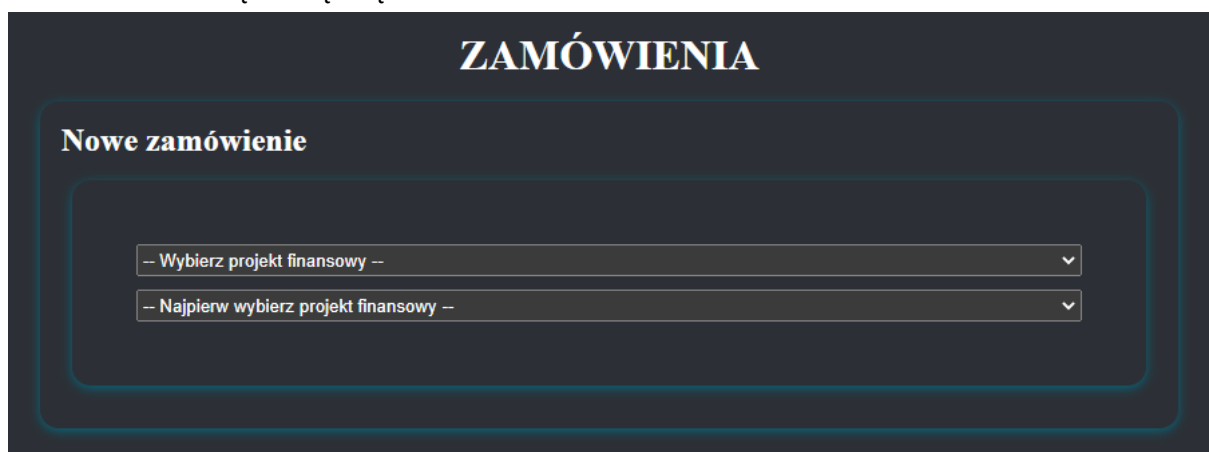 ZAMÓWIENIA
Nowe zamówienie
-- Wybierz projekt finansowy --
-- Najpierw wybierz projekt finansowy --